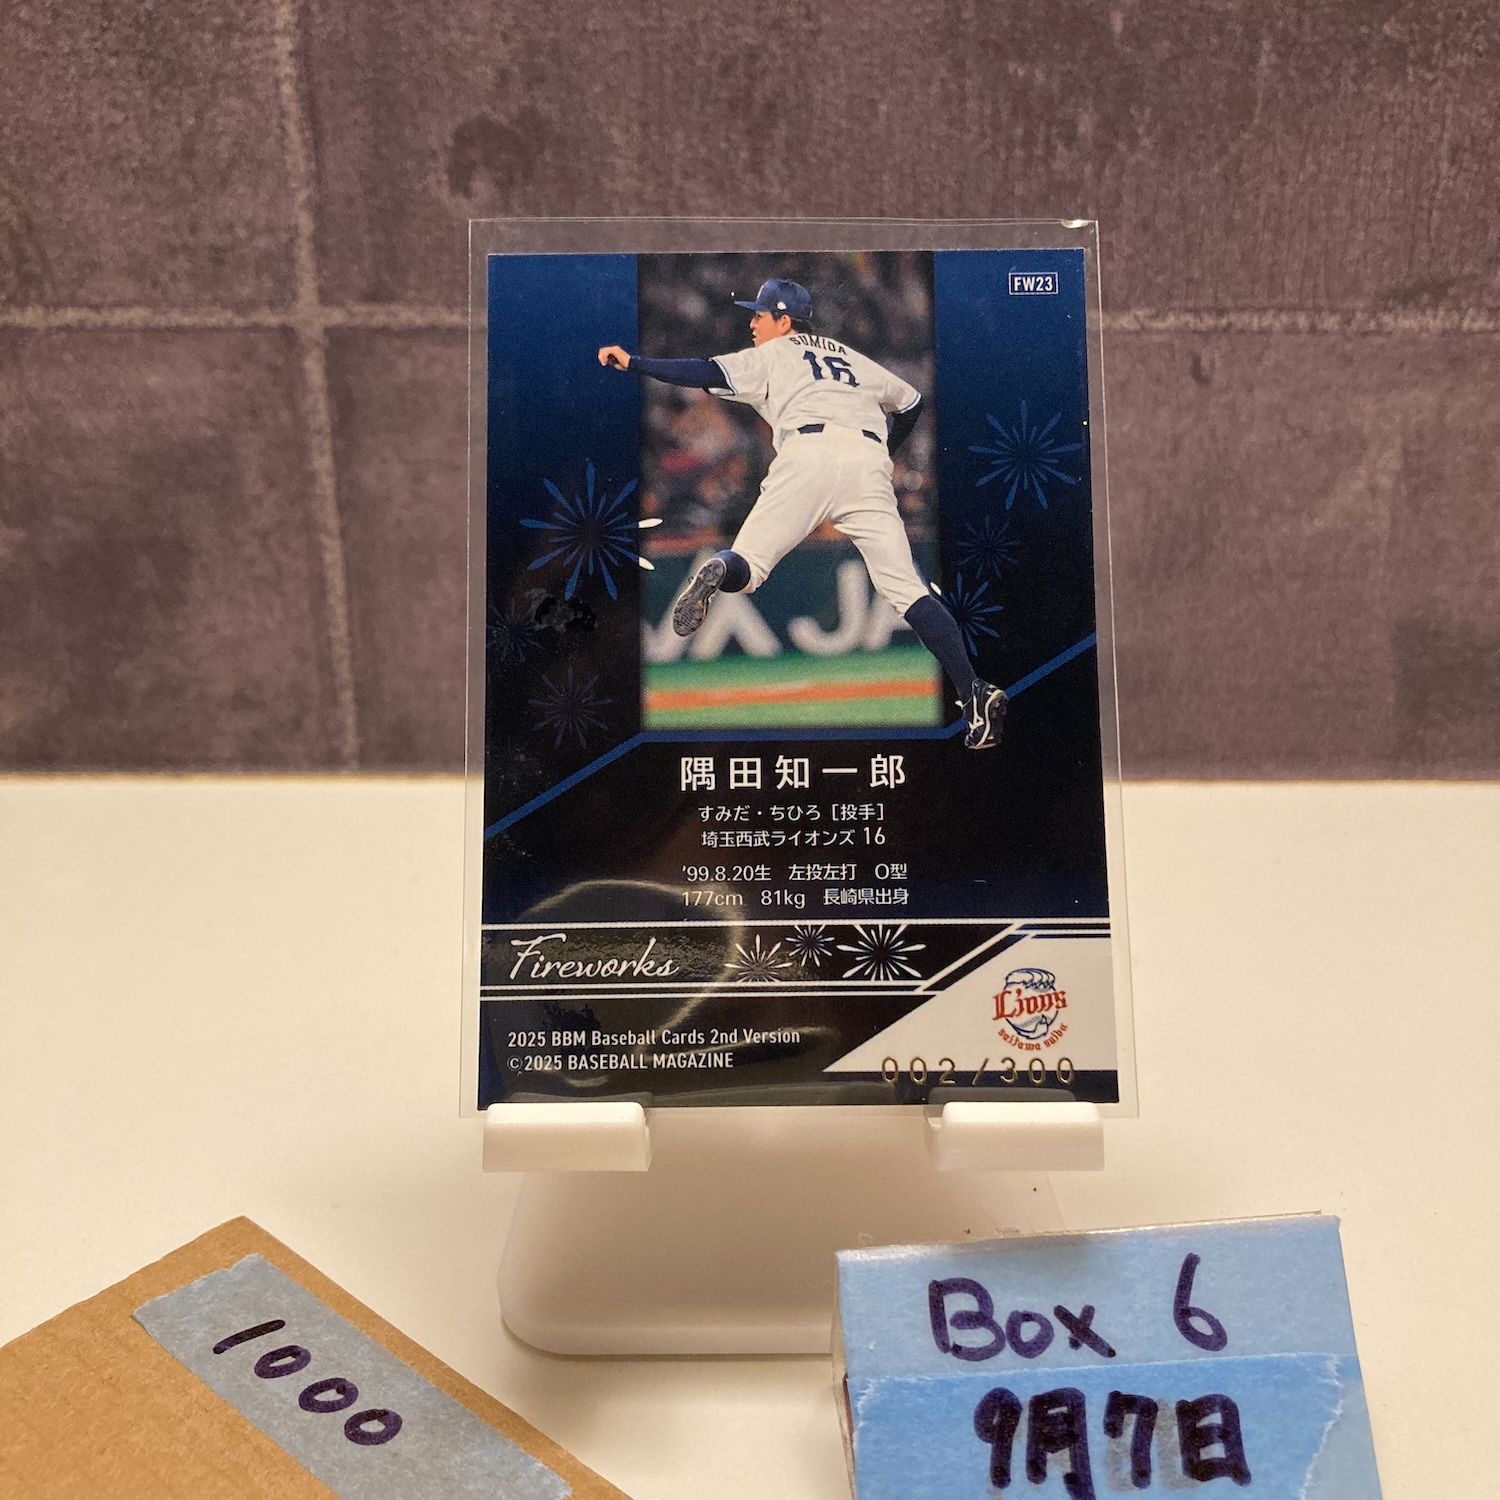 FW23
SUMIDA
16
隅田知一郎
すみだ・ちひろ［投手］
埼玉西武ライオンズ 16
'99.8.20生　左投左打　O型
177cm　81kg　長崎県出身
Fireworks
Lions
saitama seibu
2025 BBM Baseball Cards 2nd Version
©2025 BASEBALL MAGAZINE
002/300
1000
Box 6
9月7日